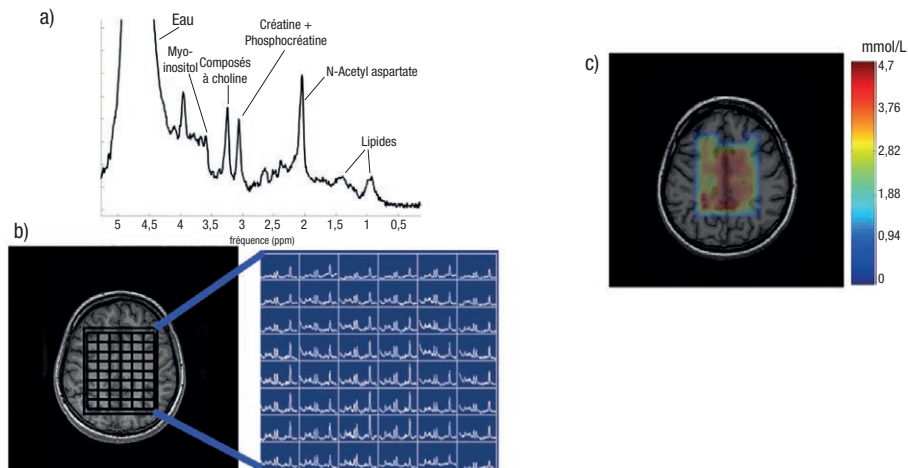 a)
Eau
Myo-
inositol
Composés
à choline
Créatine +
Phosphocréatine
N-Acetyl aspartate
Lipides
5 4,5 4 3,5 3 2,5 2 1,5 1 0,5
fréquence (ppm)
b)
c)
mmol/L
4,7
3,76
2,82
1,88
0,94
0